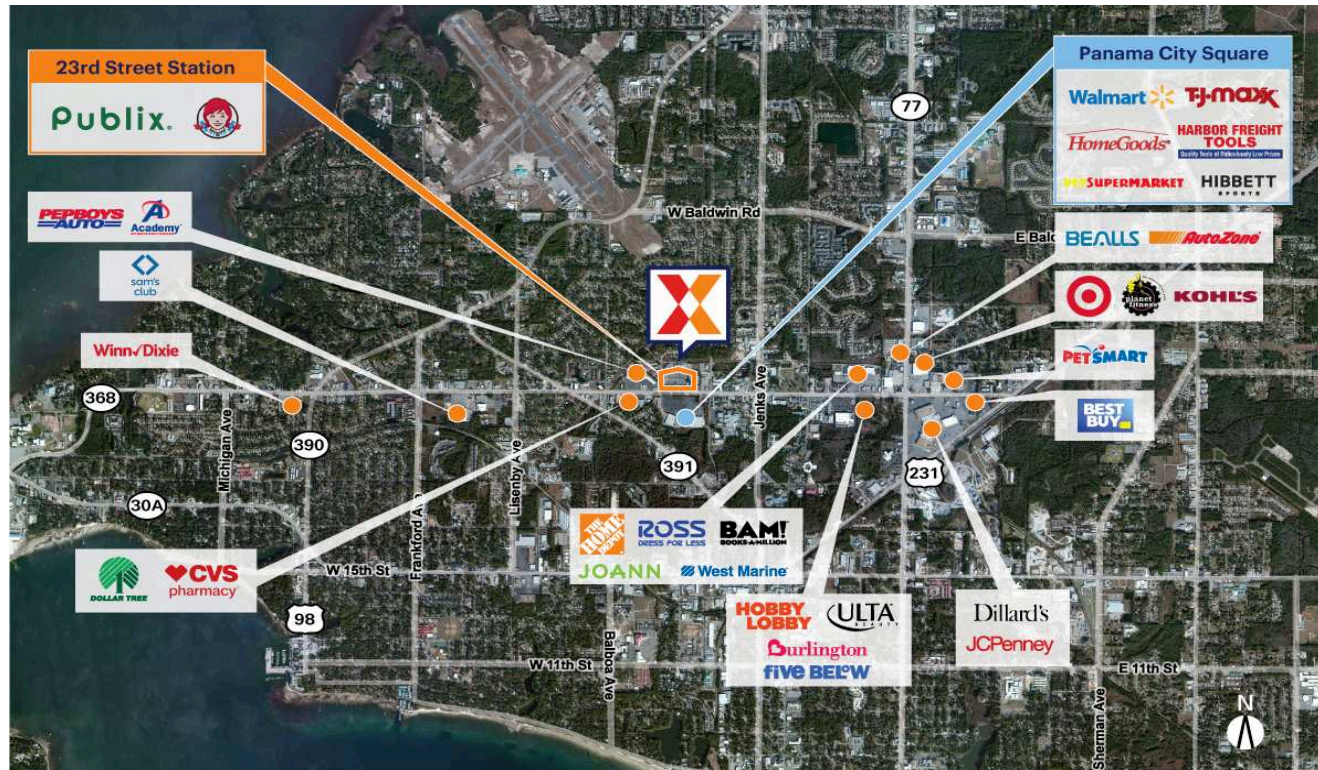 23rd Street Station
Publix.
Panama City Square
Walmart
T·J·maxx
HomeGoods
HARBOR FREIGHT
TOOLS
Quality Tools at Ridiculously Low Prices
PETSUPERMARKET
HIBBETT
SPORTS
77
W Baldwin Rd
PEPBOYS
AUTO
Academy
BEALLS
AutoZone
sam's
club
planet
fitness
KOHL'S
Winn✓Dixie
PETSMART
368
Michigan Ave
390
Jenks Ave
BEST
BUY
Lisenby Ave
391
231
30A
Frankford Ave
THE
HOME
DEPOT
ROSS
DRESS FOR LESS
BAM!
BOOKS-A-MILLION
JOANN
West Marine
DOLLAR TREE
CVS
pharmacy
W 15th St
98
HOBBY
LOBBY
ULTA
BEAUTY
Burlington
five BELOW
Dillard's
JCPenney
Balboa Ave
W 11th St
E 11th St
Sherman Ave
N